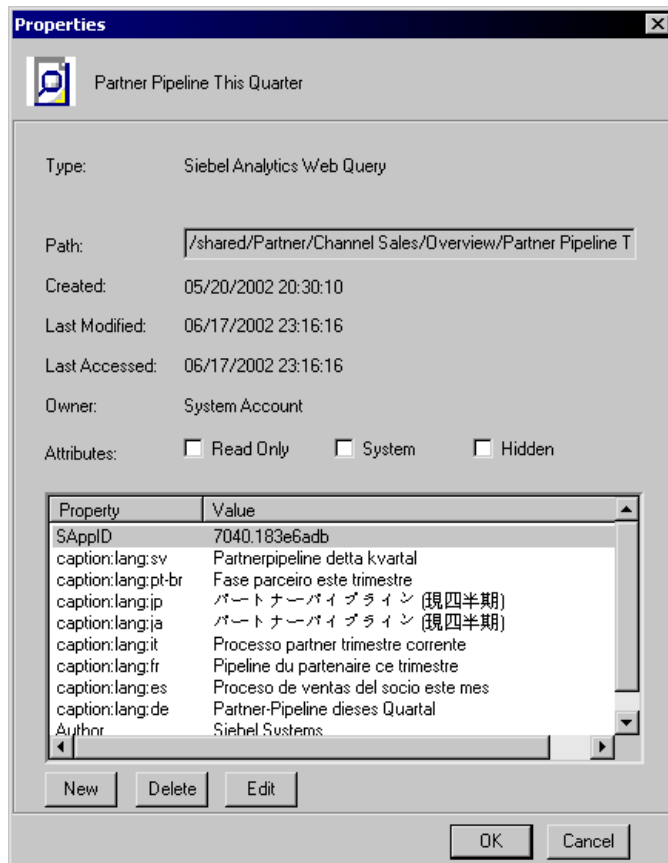 Properties
Partner Pipeline This Quarter
Type: Siebel Analytics Web Query
Path: /shared/Partner/Channel Sales/Overview/Partner Pipeline T
Created: 05/20/2002 20:30:10
Last Modified: 06/17/2002 23:16:16
Last Accessed: 06/17/2002 23:16:16
Owner: System Account
Attributes: Read Only System Hidden
Property Value
SAppID 7040.183e6adb
caption:lang:sv Partnerpipeline detta kvartal
caption:lang:pt-br Fase parceiro este trimestre
caption:lang:jp パートナーパイプライン (現四半期)
caption:lang:ja パートナーパイプライン (現四半期)
caption:lang:it Processo partner trimestre corrente
caption:lang:fr Pipeline du partenaire ce trimestre
caption:lang:es Proceso de ventas del socio este mes
caption:lang:de Partner-Pipeline dieses Quartal
Author Siebel Systems
New Delete Edit
OK Cancel